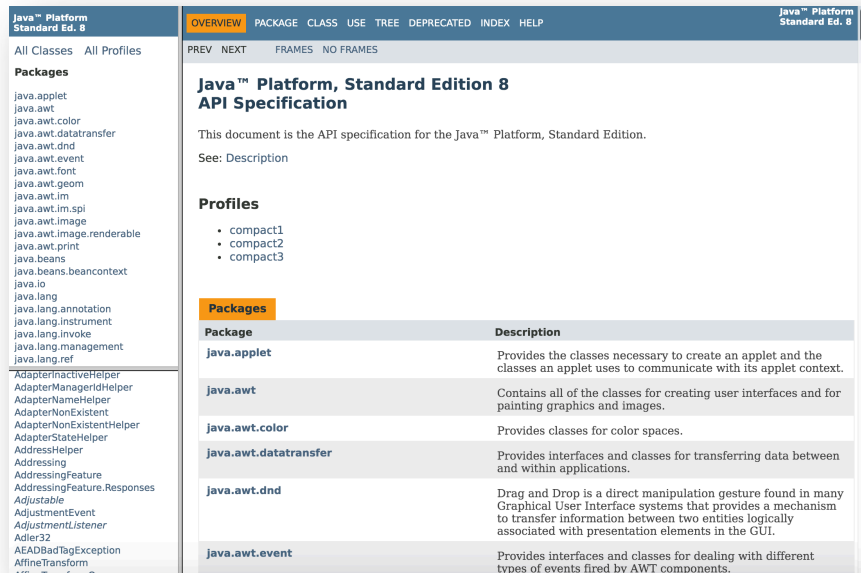 Java™ Platform
Standard Ed. 8
All Classes All Profiles
Packages
java.applet
java.awt
java.awt.color
java.awt.datatransfer
java.awt.dnd
java.awt.event
java.awt.font
java.awt.geom
java.awt.im
java.awt.im.spi
java.awt.image
java.awt.image.renderable
java.awt.print
java.beans
java.beans.beancontext
java.io
java.lang
java.lang.annotation
java.lang.instrument
java.lang.invoke
java.lang.management
java.lang.ref
AdapterInactiveHelper
AdapterManagerIdHelper
AdapterNameHelper
AdapterNonExistent
AdapterNonExistentHelper
AdapterStateHelper
AddressHelper
Addressing
AddressingFeature
AddressingFeature.Responses
Adjustable
AdjustmentEvent
AdjustmentListener
Adler32
AEADBadTagException
AffineTransform
OVERVIEW PACKAGE CLASS USE TREE DEPRECATED INDEX HELP
Java™ Platform
Standard Ed. 8
PREV NEXT FRAMES NO FRAMES
Java™ Platform, Standard Edition 8
API Specification
This document is the API specification for the Java™ Platform, Standard Edition.
See: Description
Profiles
• compact1
• compact2
• compact3
Packages
Package Description
java.applet
Provides the classes necessary to create an applet and the
classes an applet uses to communicate with its applet context.
java.awt
Contains all of the classes for creating user interfaces and for
painting graphics and images.
java.awt.color
Provides classes for color spaces.
java.awt.datatransfer
Provides interfaces and classes for transferring data between
and within applications.
java.awt.dnd
Drag and Drop is a direct manipulation gesture found in many
Graphical User Interface systems that provides a mechanism
to transfer information between two entities logically
associated with presentation elements in the GUI.
java.awt.event
Provides interfaces and classes for dealing with different
types of events fired by AWT components.